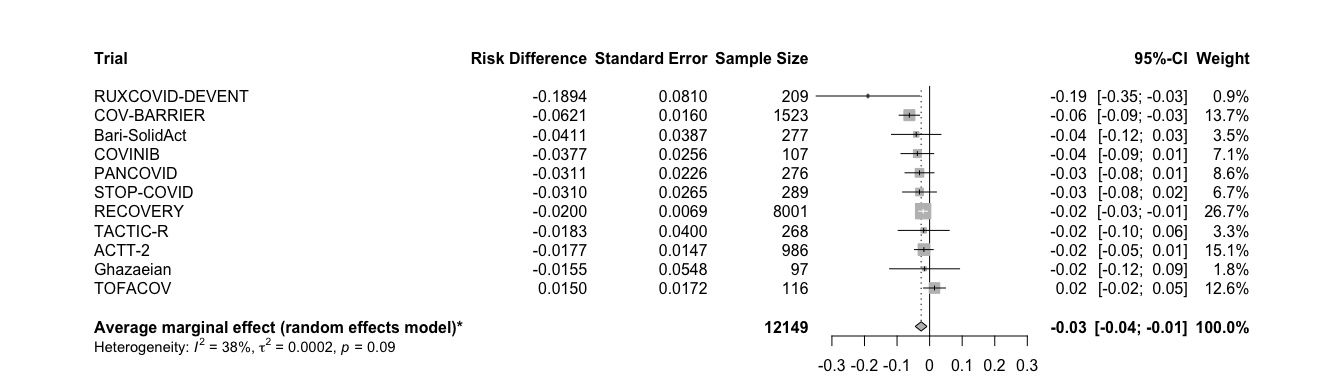 Trial Risk Difference Standard Error Sample Size 95%-CI Weight
RUXCOVID-DEVENT -0.1894 0.0810 209 -0.19 [-0.35; -0.03] 0.9%
COV-BARRIER -0.0621 0.0160 1523 -0.06 [-0.09; -0.03] 13.7%
Bari-SolidAct -0.0411 0.0387 277 -0.04 [-0.12; 0.03] 3.5%
COVINIB -0.0377 0.0256 107 -0.04 [-0.09; 0.01] 7.1%
PANCOVID -0.0311 0.0226 276 -0.03 [-0.08; 0.01] 8.6%
STOP-COVID -0.0310 0.0265 289 -0.03 [-0.08; 0.02] 6.7%
RECOVERY -0.0200 0.0069 8001 -0.02 [-0.03; -0.01] 26.7%
TACTIC-R -0.0183 0.0400 268 -0.02 [-0.10; 0.06] 3.3%
ACTT-2 -0.0177 0.0147 986 -0.02 [-0.05; 0.01] 15.1%
Ghazaeian -0.0155 0.0548 97 -0.02 [-0.12; 0.09] 1.8%
TOFACOV 0.0150 0.0172 116 0.02 [-0.02; 0.05] 12.6%
Average marginal effect (random effects model)* 12149 -0.03 [-0.04; -0.01] 100.0%
Heterogeneity: I² = 38%, τ² = 0.0002, p = 0.09
-0.3 -0.2 -0.1 0 0.1 0.2 0.3